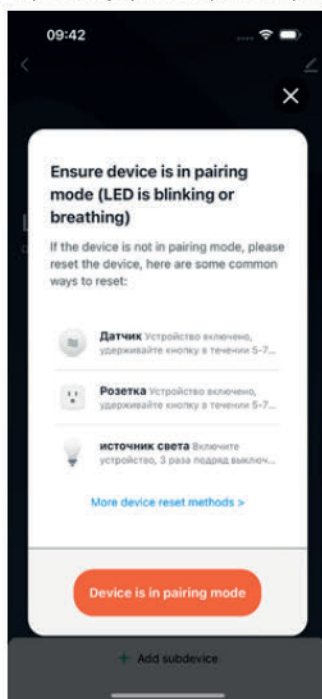 09:42
Ensure device is in pairing
mode (LED is blinking or
breathing)
If the device is not in pairing mode, please
reset the device, here are some common
ways to reset:
Датчик Устройство включено,
удерживайте кнопку в течении 5-7...
Розетка Устройство включено,
удерживайте кнопку в течении 5-7...
источник света Включите
устройство, 3 раза подряд выключ...
More device reset methods >
Device is in pairing mode
+ Add subdevice